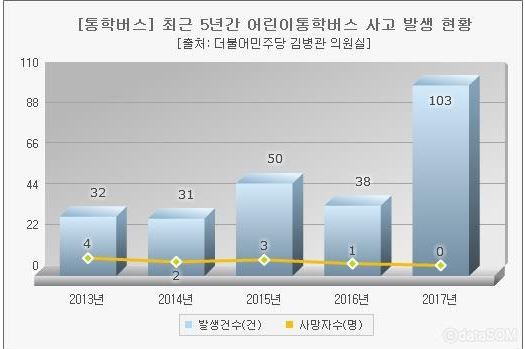 [통학버스] 최근 5년간 어린이통학버스 사고 발생 현황
[출처: 더불어민주당 김병관 의원실]
110
88
66
44
22
0
32
31
50
38
103
4
2
3
1
0
2013년
2014년
2015년
2016년
2017년
발생건수(건)
사망자수(명)
ⓒdataSOM